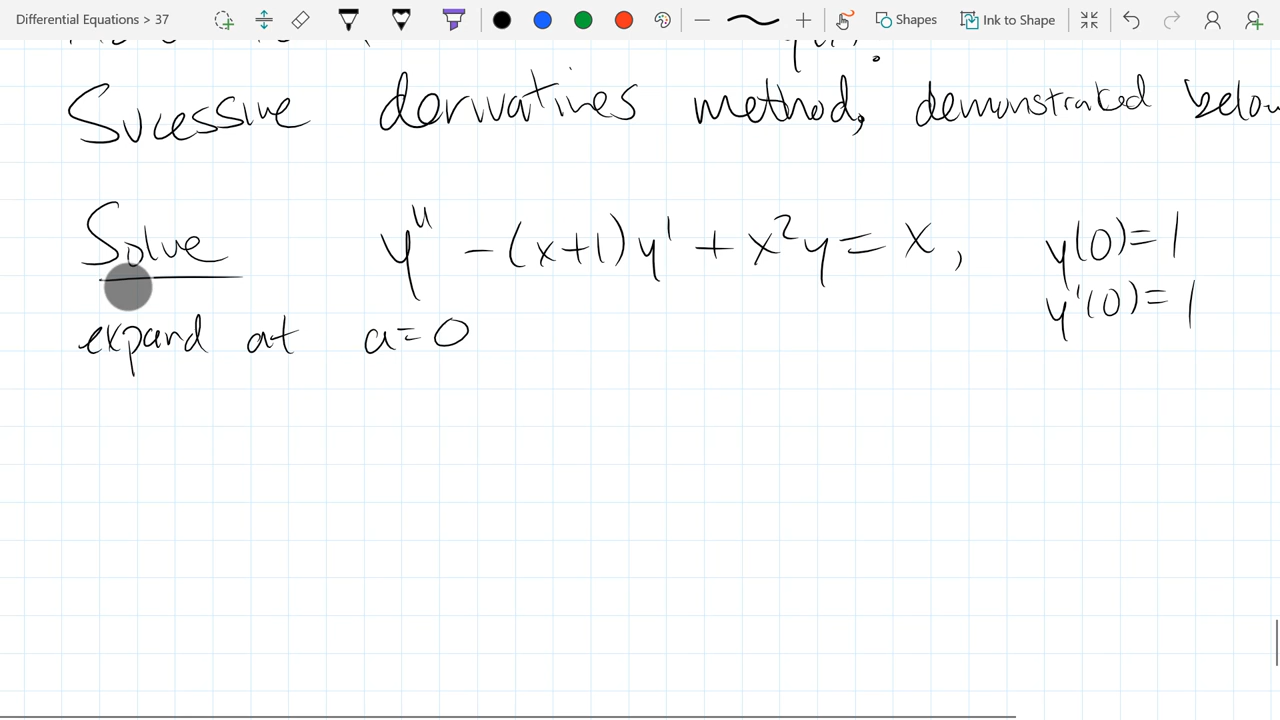 Differential Equations > 37
Shapes
Ink to Shape
Sucessive derivatives method, demonstrated below
Solve y" - (x+1)y' + x²y = x, y(0)=1
y'(0)=1
expand at a=0